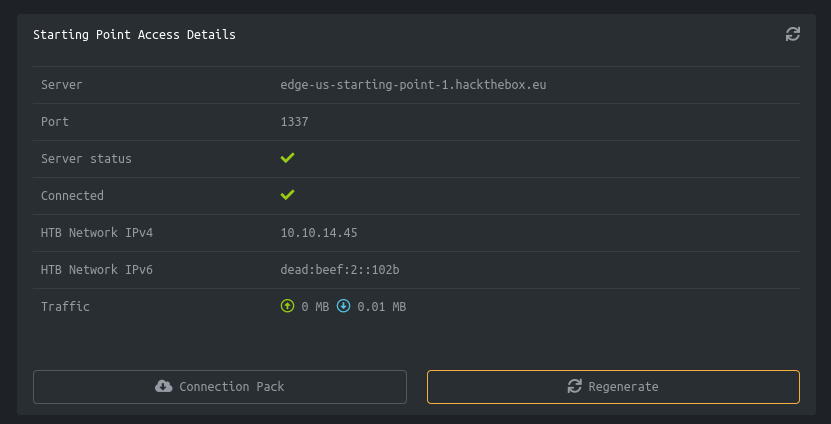 Starting Point Access Details
Server edge-us-starting-point-1.hackthebox.eu
Port 1337
Server status
Connected
HTB Network IPv4 10.10.14.45
HTB Network IPv6 dead:beef:2::102b
Traffic 0 MB 0.01 MB
Connection Pack Regenerate